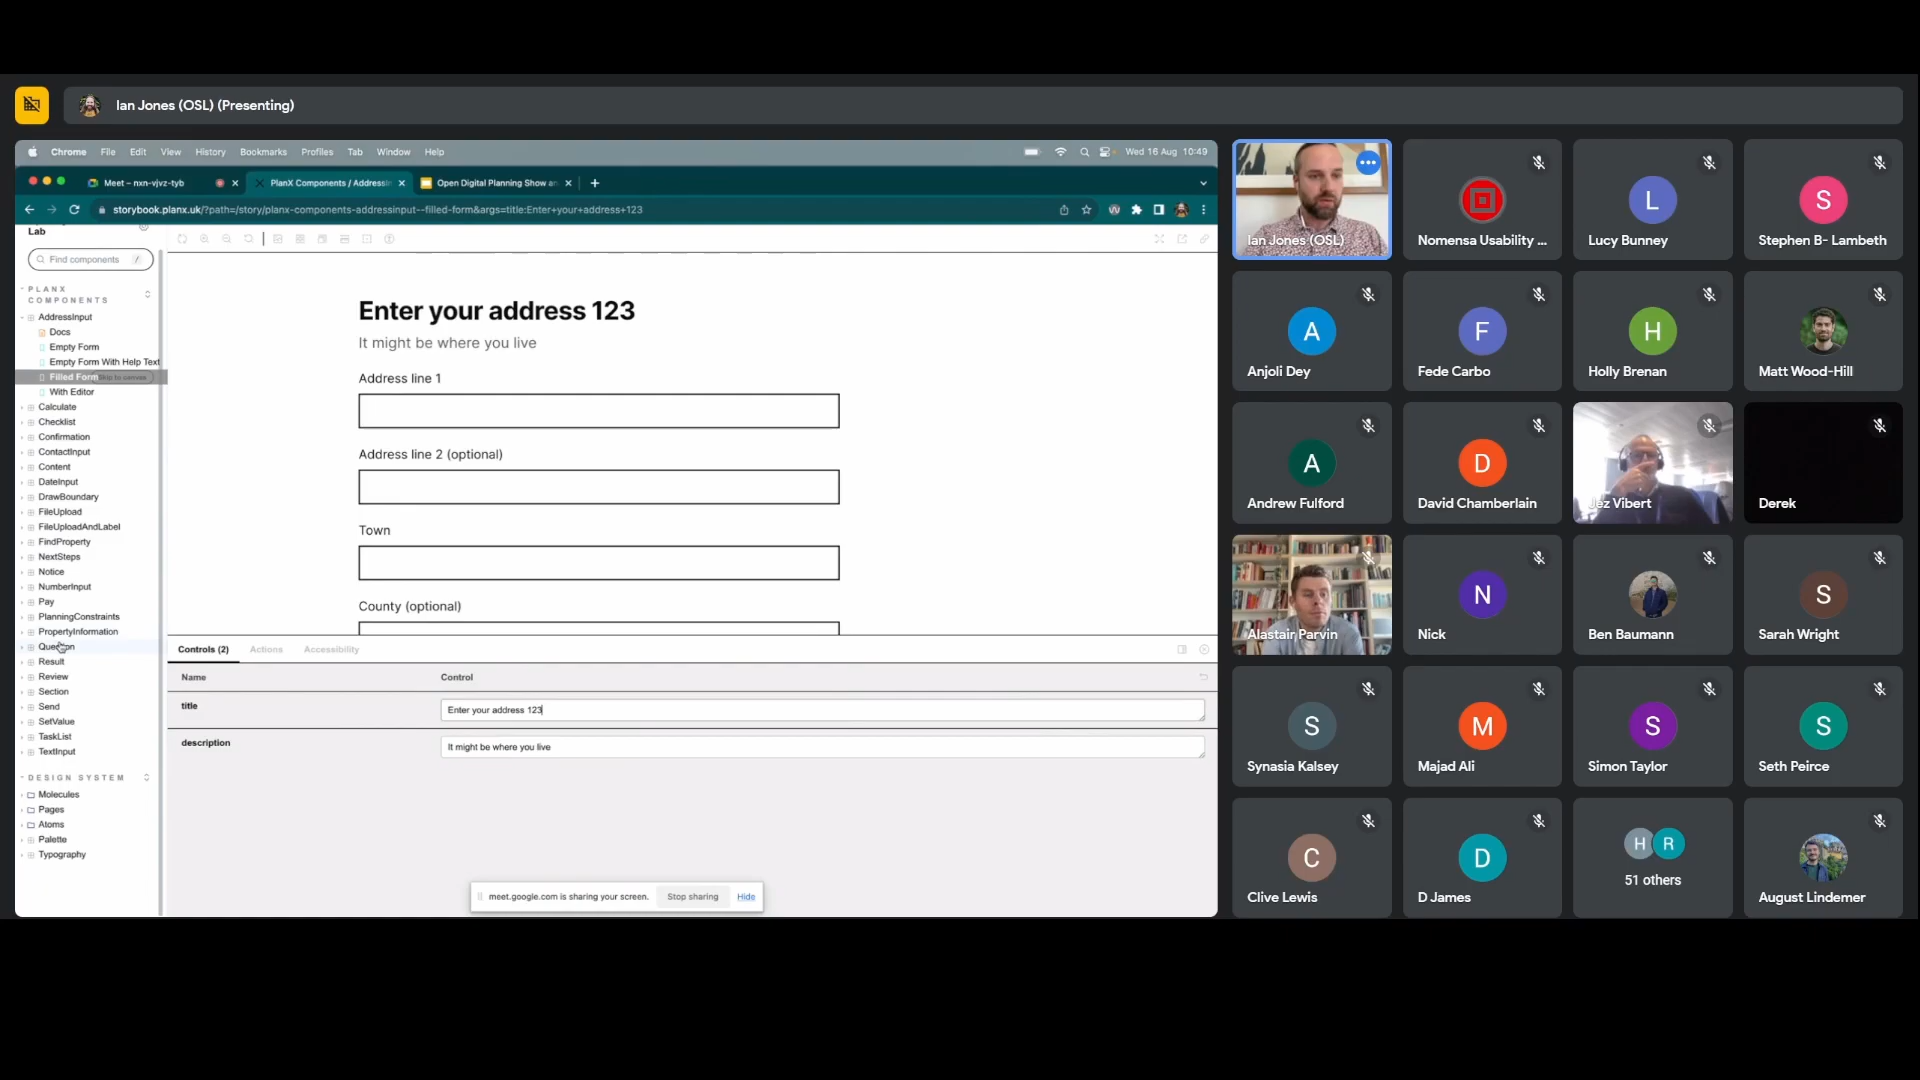 Ian Jones (OSL) (Presenting)
Chrome File Edit View History Bookmarks Profiles Tab Window Help
Wed 16 Aug 10:49
Meet – nxn-vjvz-tyb
PlanX Components / AddressIn
Open Digital Planning Show an
storybook.planx.uk/?path=/story/planx-components-addressinput--filled-form&args=title:Enter+your+address+123
Lab
Find components /
PLANX
COMPONENTS
AddressInput
Docs
Empty Form
Empty Form With Help Text
Filled Form
Skip to canvas
With Editor
Calculate
Checklist
Confirmation
ContactInput
Content
DateInput
DrawBoundary
FileUpload
FileUploadAndLabel
FindProperty
NextSteps
Notice
NumberInput
Pay
PlanningConstraints
PropertyInformation
Question
Result
Review
Section
Send
SetValue
TaskList
TextInput
DESIGN SYSTEM
Molecules
Pages
Atoms
Palette
Typography
Enter your address 123
It might be where you live
Address line 1
Address line 2 (optional)
Town
County (optional)
Controls (2) Actions Accessibility
Name Control
title Enter your address 123
description It might be where you live
meet.google.com is sharing your screen. Stop sharing Hide
Ian Jones (OSL)
Nomensa Usability ...
L
Lucy Bunney
S
Stephen B- Lambeth
A
Anjoli Dey
F
Fede Carbo
H
Holly Brenan
Matt Wood-Hill
A
Andrew Fulford
D
David Chamberlain
Jez Vibert
Derek
Alastair Parvin
N
Nick
Ben Baumann
S
Sarah Wright
S
Synasia Kalsey
M
Majad Ali
S
Simon Taylor
S
Seth Peirce
C
Clive Lewis
D
D James
H R
51 others
August Lindemer